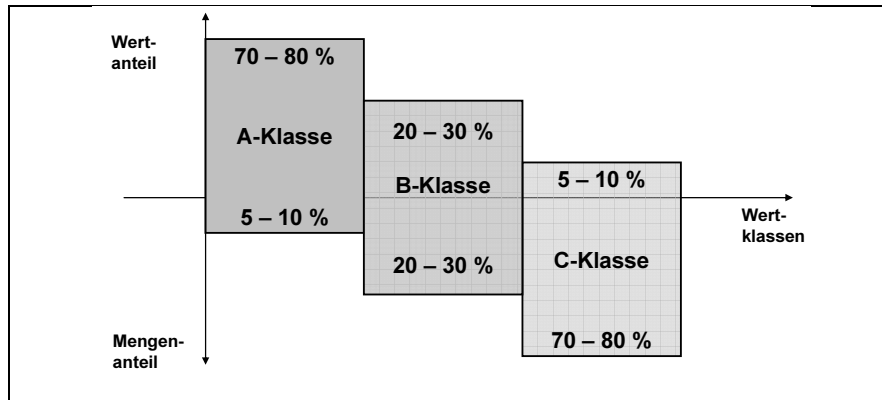 Wert-
anteil
70 – 80 %
A-Klasse
5 – 10 %
20 – 30 %
B-Klasse
20 – 30 %
5 – 10 %
C-Klasse
70 – 80 %
Wert-
klassen
Mengen-
anteil